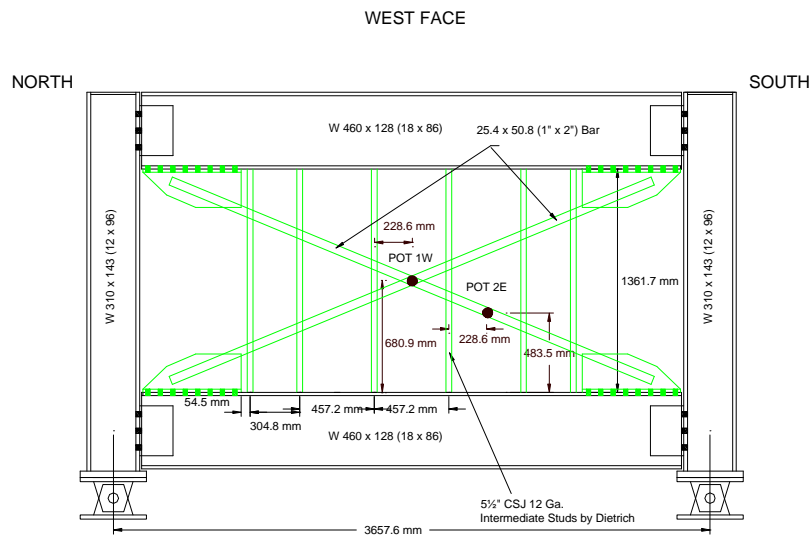 WEST FACE
NORTH
SOUTH
W 460 x 128 (18 x 86)
25.4 x 50.8 (1" x 2") Bar
228.6 mm
POT 1W
POT 2E
W 310 x 143 (12 x 96)
1361.7 mm
W 310 x 143 (12 x 96)
680.9 mm
228.6 mm
483.5 mm
54.5 mm
457.2 mm
457.2 mm
304.8 mm
W 460 x 128 (18 x 86)
5½" CSJ 12 Ga.
Intermediate Studs by Dietrich
3657.6 mm